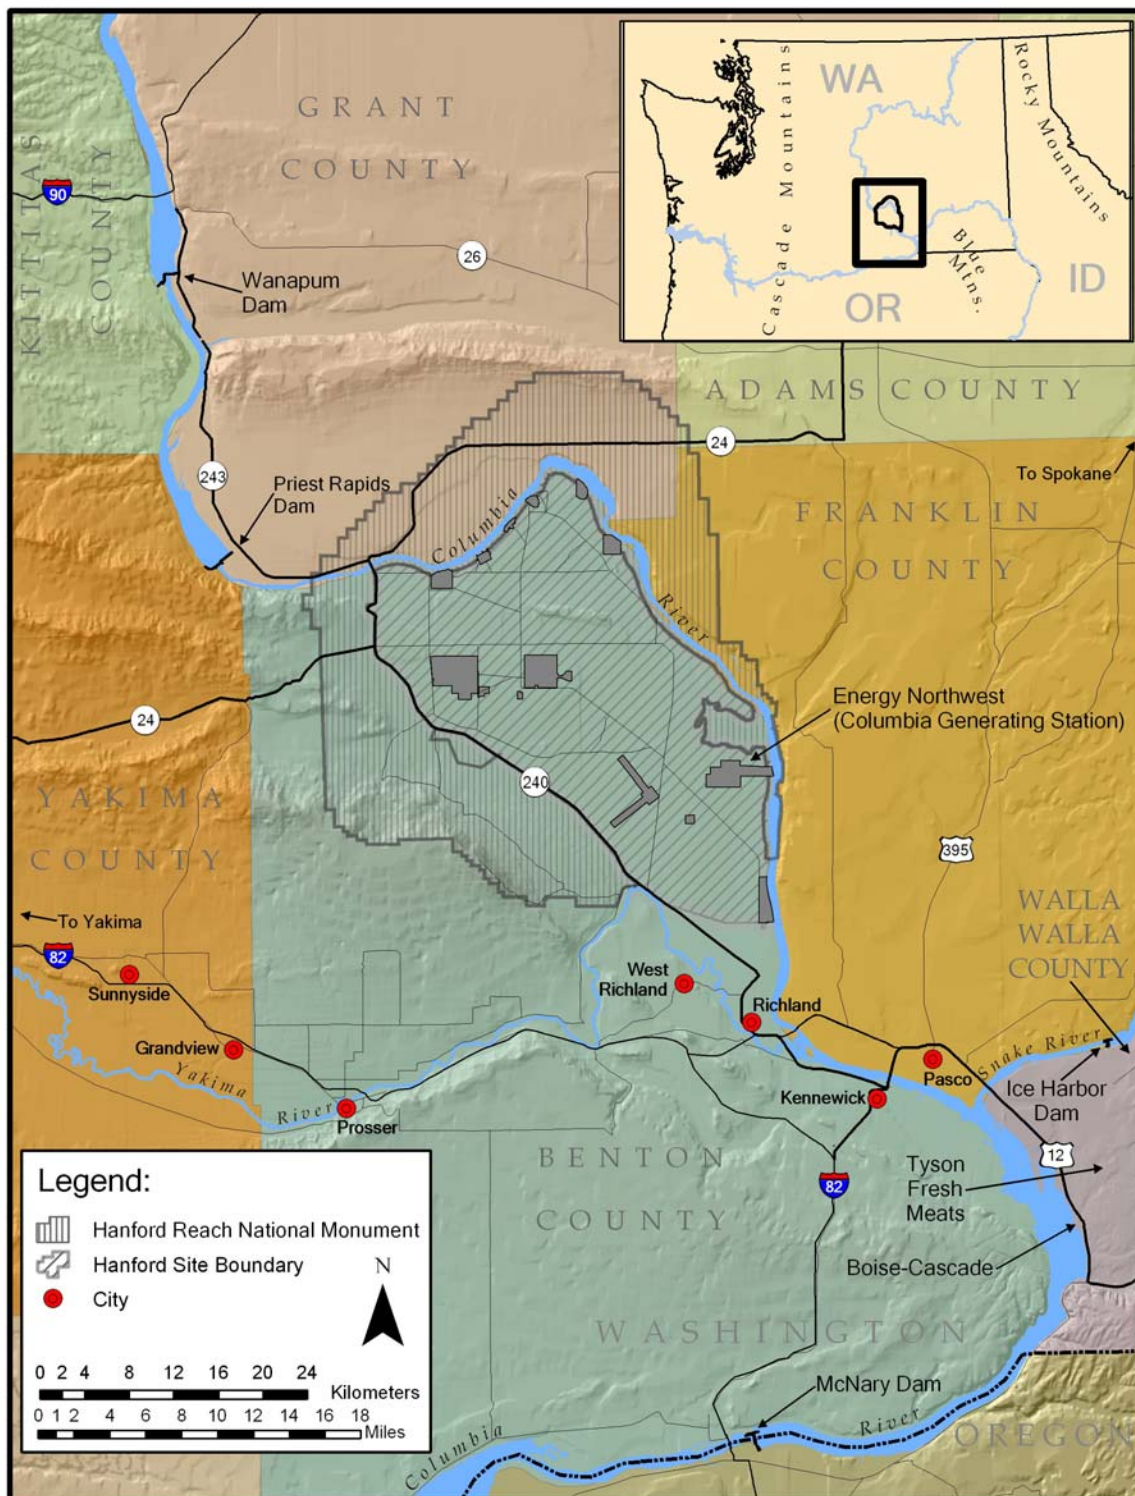 GRANT
COUNTY
KITTITAS
COUNTY
90
26
Wanapum
Dam
WA
OR
ID
Cascade Mountains
Rocky Mountains
Blue
Mtns.
ADAMS COUNTY
24
To Spokane
243
Priest Rapids
Dam
Columbia
River
FRANKLIN
COUNTY
Energy Northwest
(Columbia Generating Station)
24
240
YAKIMA
COUNTY
395
To Yakima
82
Sunnyside
Grandview
Yakima
River
Prosser
West
Richland
Richland
Kennewick
Pasco
WALLA
WALLA
COUNTY
Snake River
Ice Harbor
Dam
12
Tyson
Fresh
Meats
Boise-Cascade
BENTON
COUNTY
82
WASHINGTON
McNary Dam
Columbia
River
OREGON
Legend:
Hanford Reach National Monument
Hanford Site Boundary
City
N
0 2 4 8 12 16 20 24
Kilometers
0 1 2 4 6 8 10 12 14 16 18
Miles